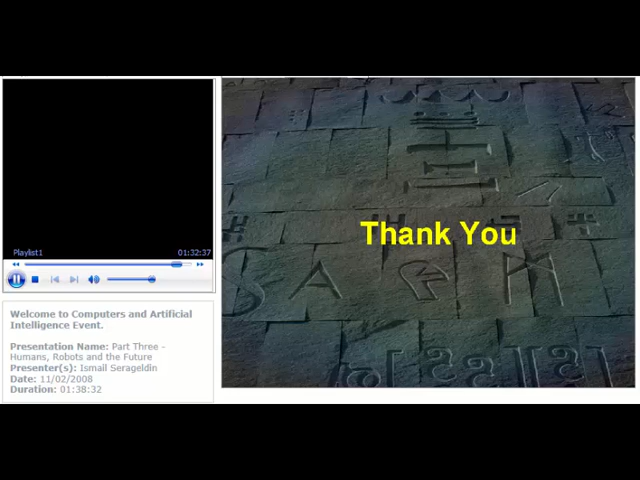 Playlist1
01:32:37
Welcome to Computers and Artificial
Intelligence Event.
Presentation Name: Part Three -
Humans, Robots and the Future
Presenter(s): Ismail Serageldin
Date: 11/02/2008
Duration: 01:38:32
Thank You